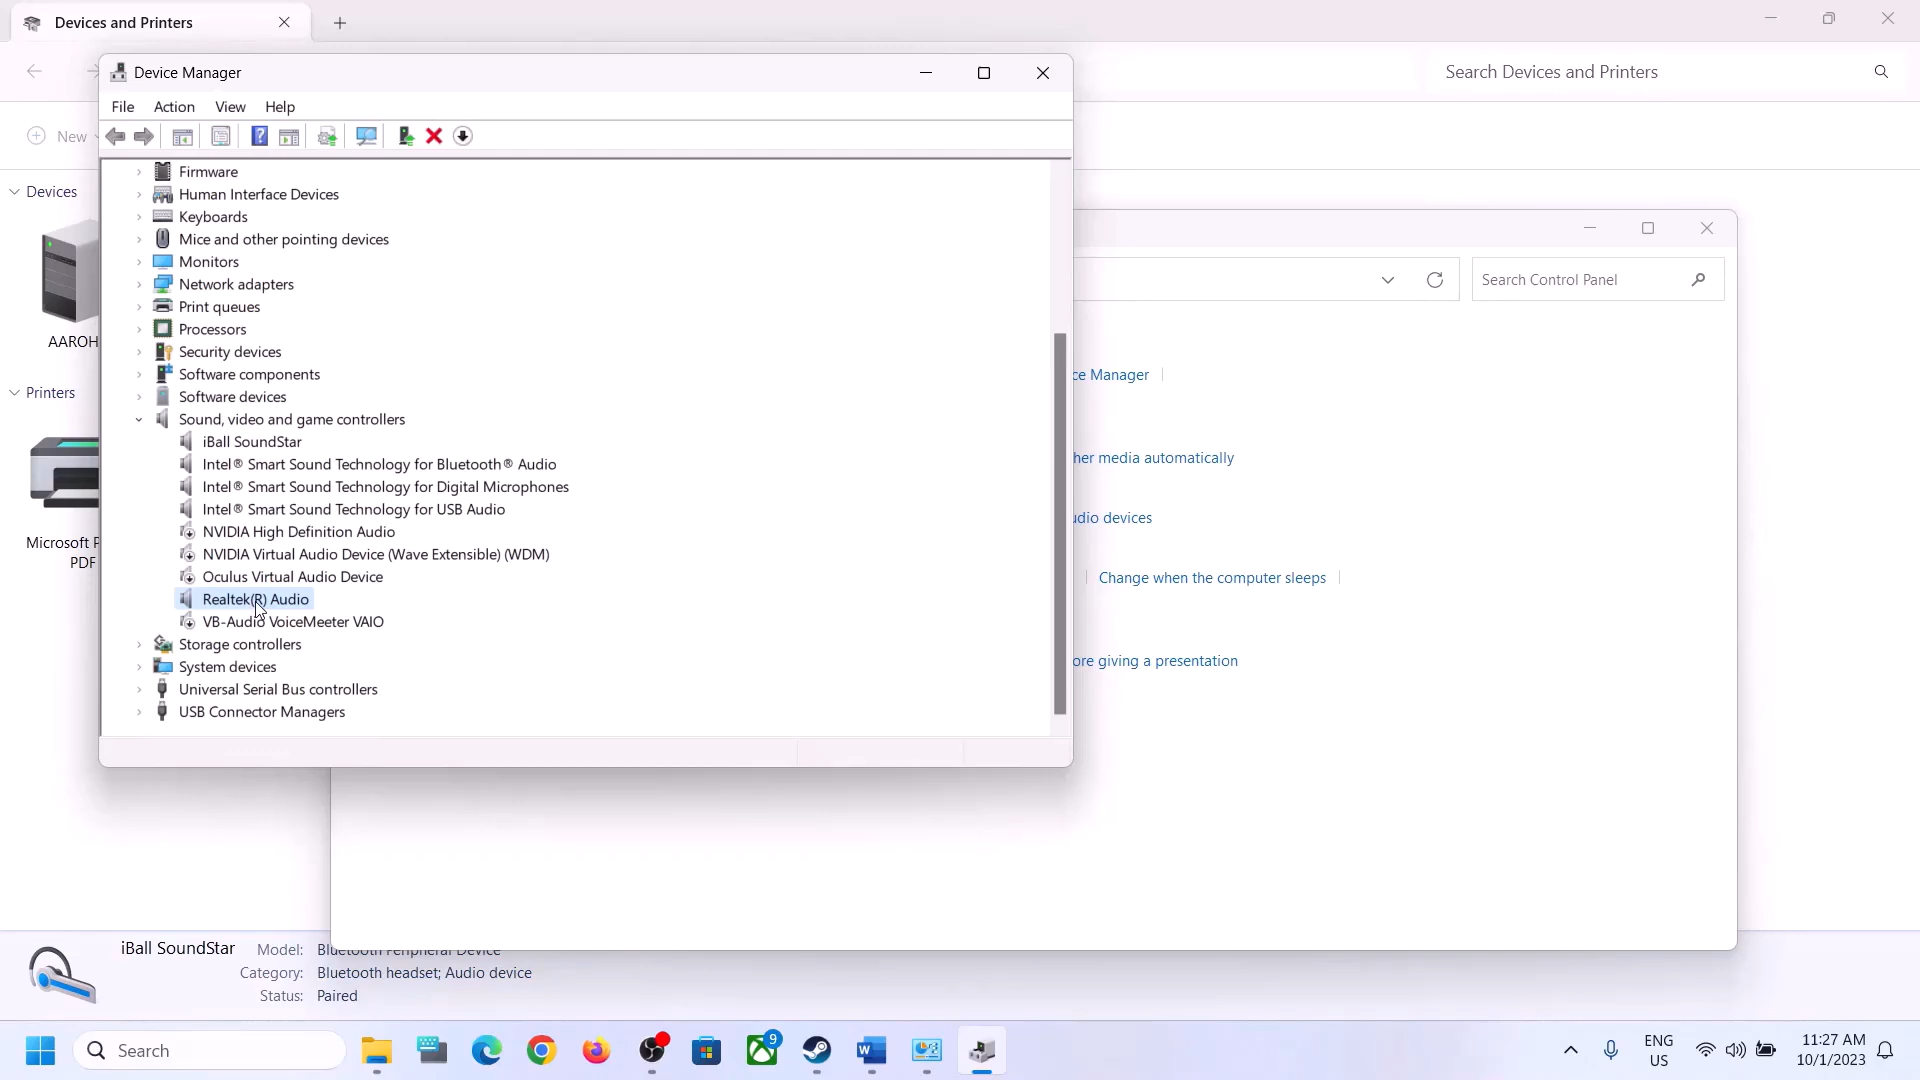 Devices and Printers
Device Manager
Search Devices and Printers
File Action View Help
New
Devices
AAROH
Printers
PDF
Firmware
Human Interface Devices
Keyboards
Mice and other pointing devices
Monitors
Network adapters
Print queues
Processors
Security devices
Software components
Software devices
Sound, video and game controllers
iBall SoundStar
Intel® Smart Sound Technology for Bluetooth® Audio
Intel® Smart Sound Technology for Digital Microphones
Intel® Smart Sound Technology for USB Audio
NVIDIA High Definition Audio
NVIDIA Virtual Audio Device (Wave Extensible) (WDM)
Oculus Virtual Audio Device
Realtek(R) Audio
VB-Audio VoiceMeeter VAIO
Storage controllers
System devices
Universal Serial Bus controllers
USB Connector Managers
Microsoft P
Search Control Panel
ce Manager
her media automatically
udio devices
Change when the computer sleeps
ore giving a presentation
iBall SoundStar
Model: Bluetooth Peripheral Device
Category: Bluetooth headset; Audio device
Status: Paired
Search
9
ENG
US
11:27 AM
10/1/2023